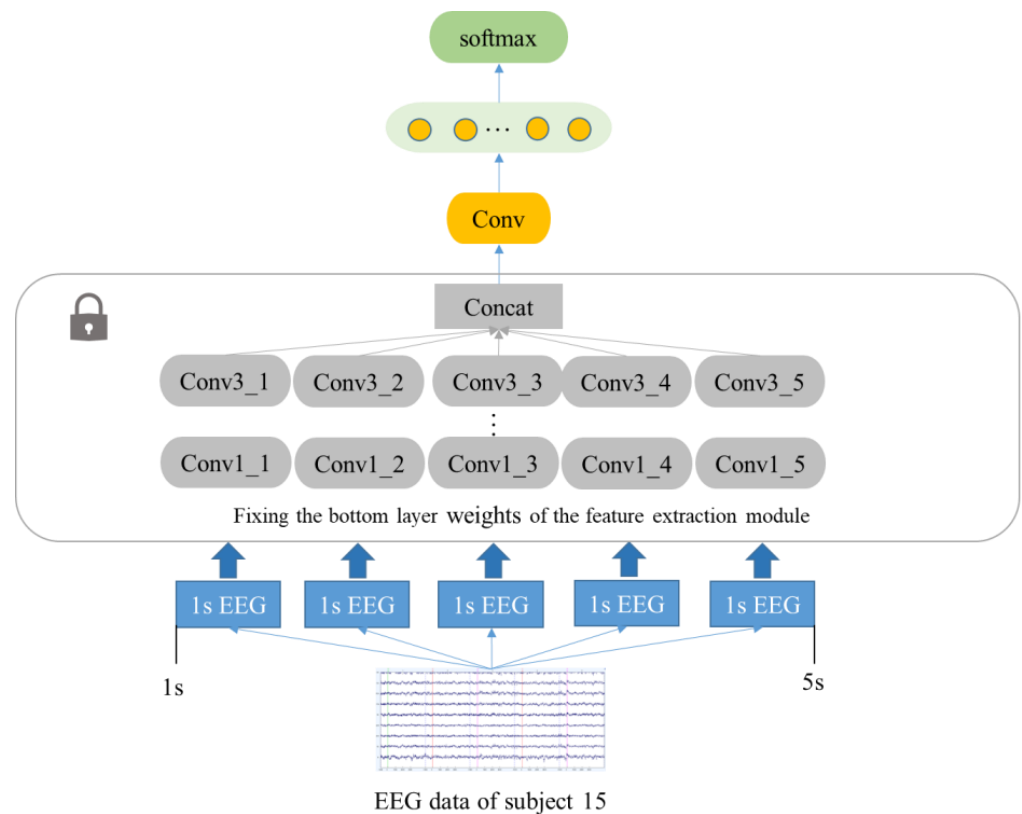 softmax
...
Conv
Concat
Conv3_1 Conv3_2 Conv3_3 Conv3_4 Conv3_5
Conv1_1 Conv1_2 Conv1_3 Conv1_4 Conv1_5
Fixing the bottom layer weights of the feature extraction module
1s EEG 1s EEG 1s EEG 1s EEG 1s EEG
1s 5s
EEG data of subject 15